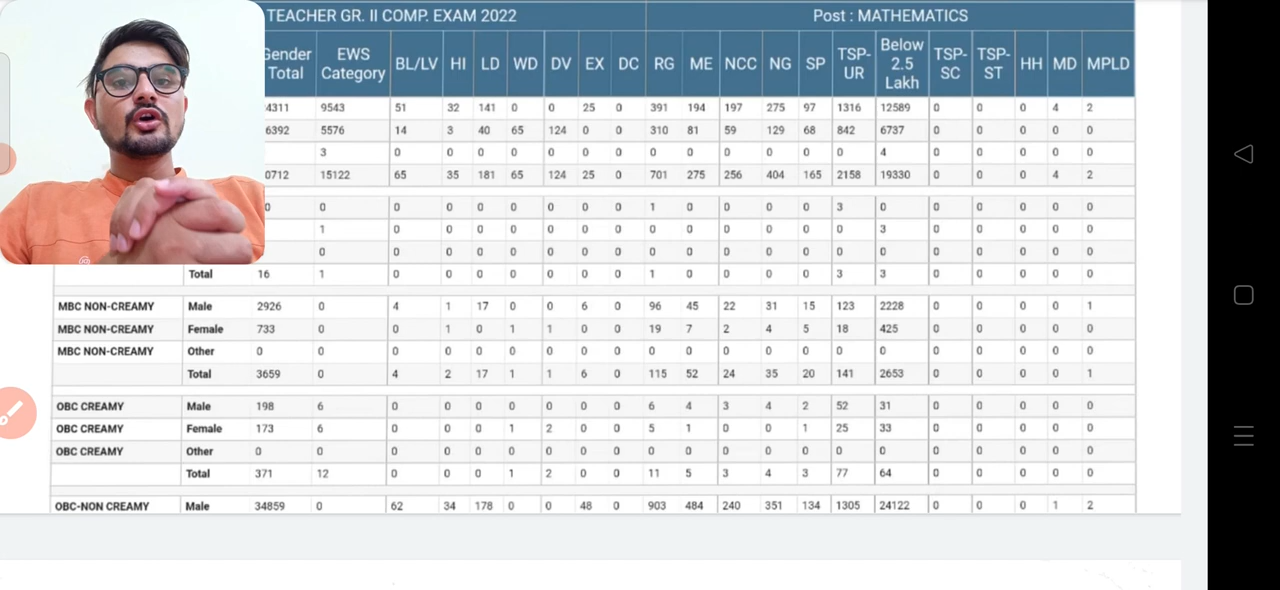 TEACHER GR. II COMP. EXAM 2022 Post : MATHEMATICS
Gender Total EWS Category BL/LV HI LD WD DV EX DC RG ME NCC NG SP TSP-UR Below 2.5 Lakh TSP-SC TSP-ST HH MD MPLD
4311 9543 51 32 141 0 0 25 0 391 194 197 275 97 1316 12589 0 0 0 4 2
6392 5576 14 3 40 65 124 0 0 310 81 59 129 68 842 6737 0 0 0 0 0
3 0 0 0 0 0 0 0 0 0 0 0 0 0 4 0 0 0 0 0
0712 15122 65 35 181 65 124 25 0 701 275 256 404 165 2158 19330 0 0 0 4 2
0 0 0 0 0 0 0 0 0 1 0 0 0 0 3 0 0 0 0 0 0
1 0 0 0 0 0 0 0 0 0 0 0 0 0 3 0 0 0 0 0
0 0 0 0 0 0 0 0 0 0 0 0 0 0 0 0 0 0 0 0
Total 16 1 0 0 0 0 0 0 0 1 0 0 0 0 3 3 0 0 0 0 0
MBC NON-CREAMY Male 2926 0 4 1 17 0 0 6 0 96 45 22 31 15 123 2228 0 0 0 0 1
MBC NON-CREAMY Female 733 0 0 1 0 1 1 0 0 19 7 2 4 5 18 425 0 0 0 0 0
MBC NON-CREAMY Other 0 0 0 0 0 0 0 0 0 0 0 0 0 0 0 0 0 0 0 0 0
Total 3659 0 4 2 17 1 1 6 0 115 52 24 35 20 141 2653 0 0 0 0 1
OBC CREAMY Male 198 6 0 0 0 0 0 0 0 6 4 3 4 2 52 31 0 0 0 0 0
OBC CREAMY Female 173 6 0 0 0 1 2 0 0 5 1 0 0 1 25 33 0 0 0 0 0
OBC CREAMY Other 0 0 0 0 0 0 0 0 0 0 0 0 0 0 0 0 0 0 0 0 0
Total 371 12 0 0 0 1 2 0 0 11 5 3 4 3 77 64 0 0 0 0 0
OBC-NON CREAMY Male 34859 0 62 34 178 0 0 48 0 903 484 240 351 134 1305 24122 0 0 0 1 2